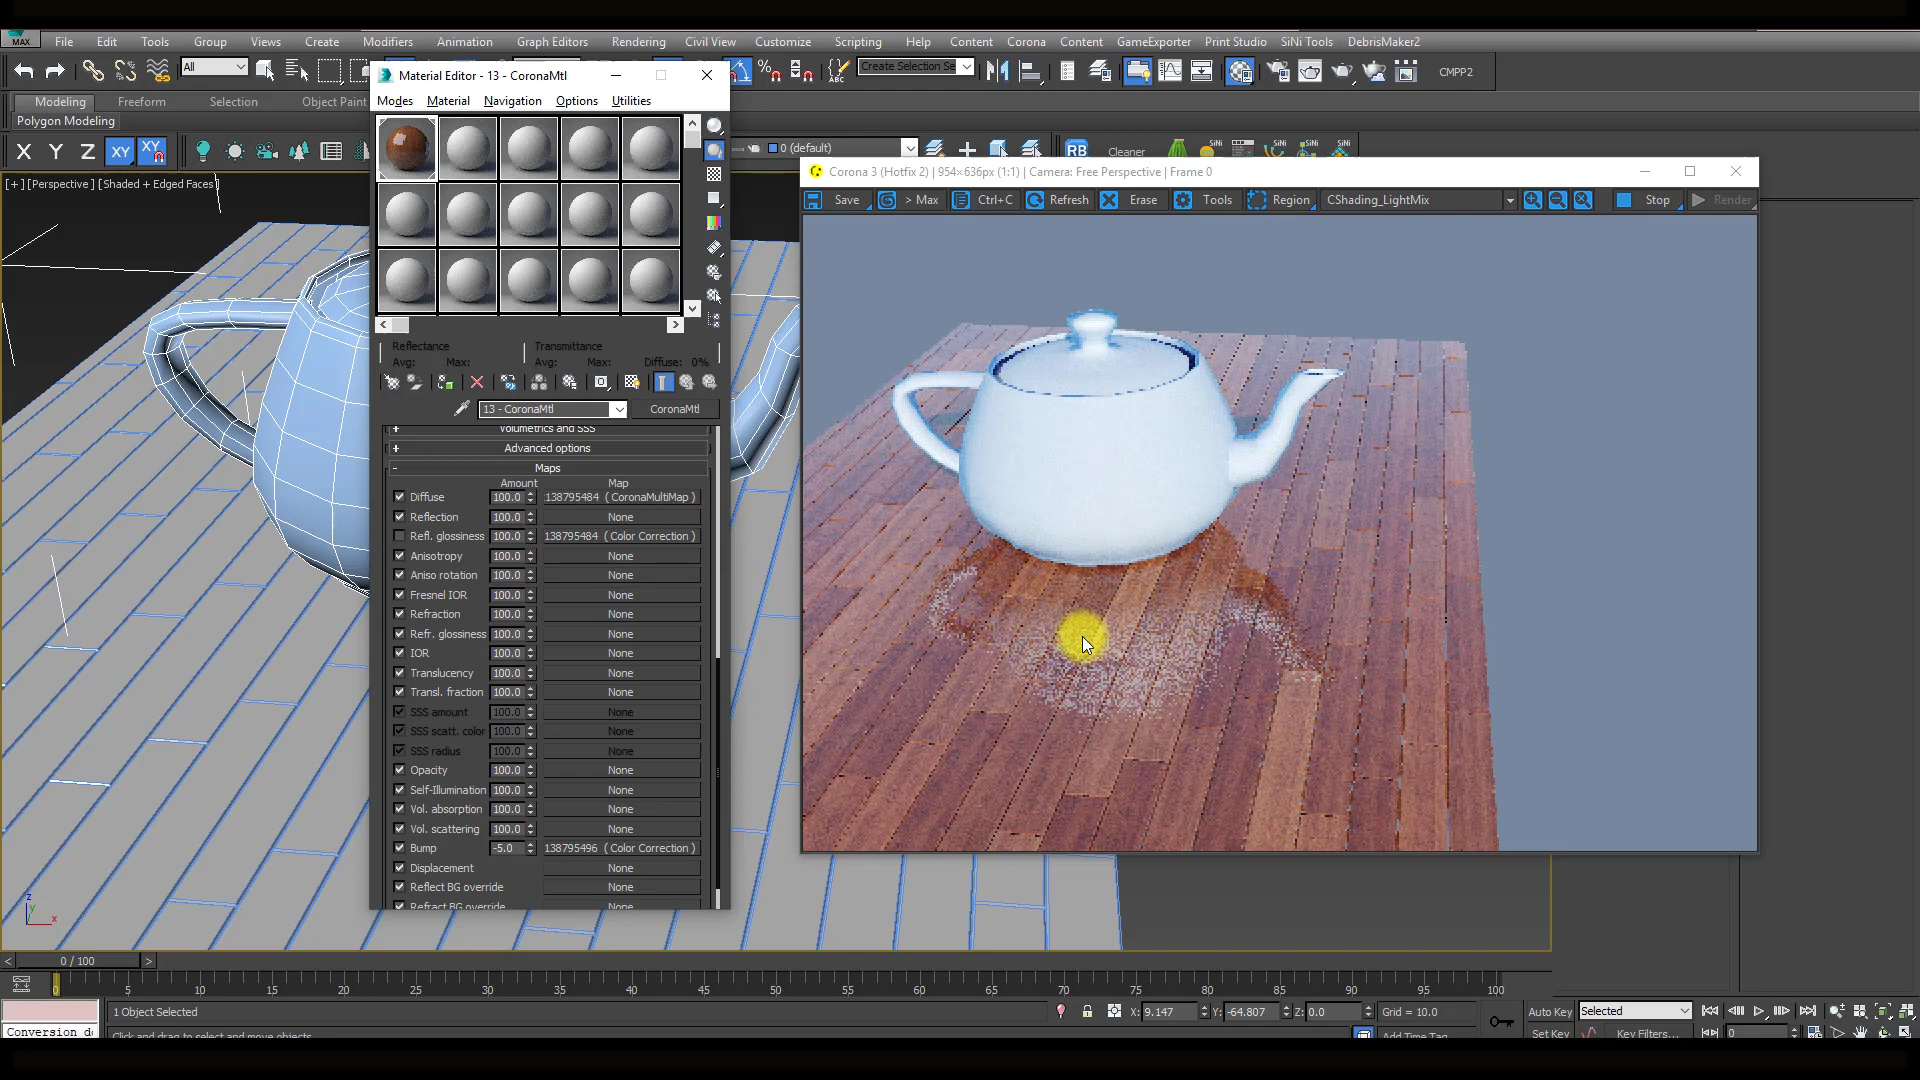 MAX File Edit Tools Group Views Create Modifiers Animation Graph Editors Rendering Civil View Customize Scripting Help Content Corona Content GameExporter Print Studio SiNi Tools DebrisMaker2
All
Create Selection Se
CMPP2
Modeling Freeform Selection Object Paint
Polygon Modeling
X Y Z XY XY
0 (default)
RB Cleaner SiNi SiNi SiNi
[+] [Perspective] [Shaded + Edged Faces]
Material Editor - 13 - CoronaMtl
Modes Material Navigation Options Utilities
Reflectance Transmittance
Avg: Max: Avg: Max: Diffuse: 0%
13 - CoronaMtl CoronaMtl
+ Volumetrics and SSS
+ Advanced options
- Maps
Amount Map
Diffuse 100.0 138795484 ( CoronaMultiMap )
Reflection 100.0 None
Refl. glossiness 100.0 138795484 ( Color Correction )
Anisotropy 100.0 None
Aniso rotation 100.0 None
Fresnel IOR 100.0 None
Refraction 100.0 None
Refr. glossiness 100.0 None
IOR 100.0 None
Translucency 100.0 None
Transl. fraction 100.0 None
SSS amount 100.0 None
SSS scatt. color 100.0 None
SSS radius 100.0 None
Opacity 100.0 None
Self-Illumination 100.0 None
Vol. absorption 100.0 None
Vol. scattering 100.0 None
Bump -5.0 138795496 ( Color Correction )
Displacement None
Reflect BG override None
Refract BG override None
Corona 3 (Hotfix 2) | 954×636px (1:1) | Camera: Free Perspective | Frame 0
Save > Max Ctrl+C Refresh Erase Tools Region CShading_LightMix Stop Render
z
y
x
< 0 / 100 >
0 5 10 15 20 25 30 35 40 45 50 55 60 65 70 75 80 85 90 95 100
1 Object Selected X: 9.147 Y: -64.807 Z: 0.0 Grid = 10.0 Auto Key Selected
Conversion d Click and drag to select and move objects Add Time Tag Set Key Key Filters... 0